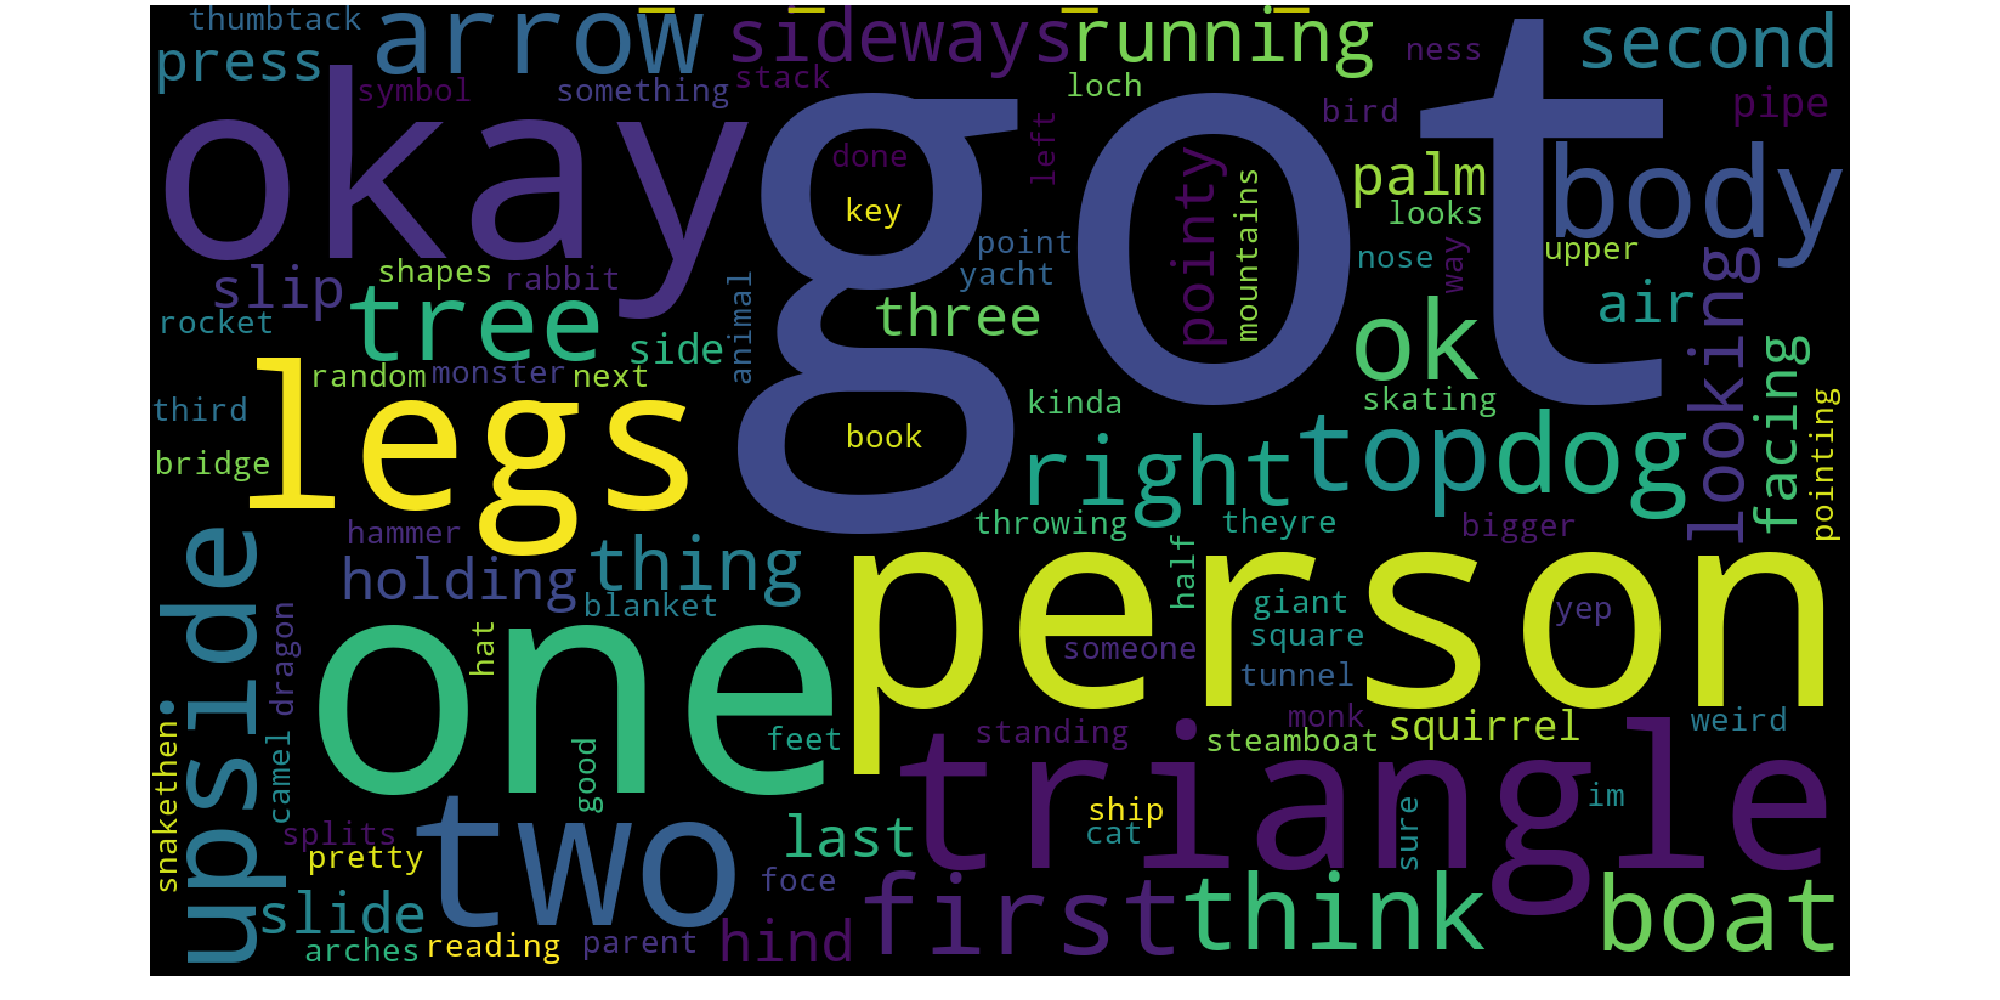 thumbtack
arrow
sideways
running
ness
second
press
symbol
something
stack
loch
bird
pipe
okay
got
done
left
key
pointy
mountains
palm
looks
body
slip
shapes
rabbit
animal
point
yacht
nose
way
upper
rocket
tree
side
three
ok
air
looking
random
monster
next
kinda
skating
facing
pointing
third
legs
book
right
top
dog
bridge
hammer
throwing
theyre
bigger
upside
holding
thing
blanket
half
giant
person
yep
dragon
hat
one
someone
square
tunnel
snakethen
camel
good
feet
standing
monk
steamboat
squirrel
weird
splits
two
last
ship
cat
triangle
sure
im
pretty
foce
slide
arches
reading
parent
hind
first
think
boat